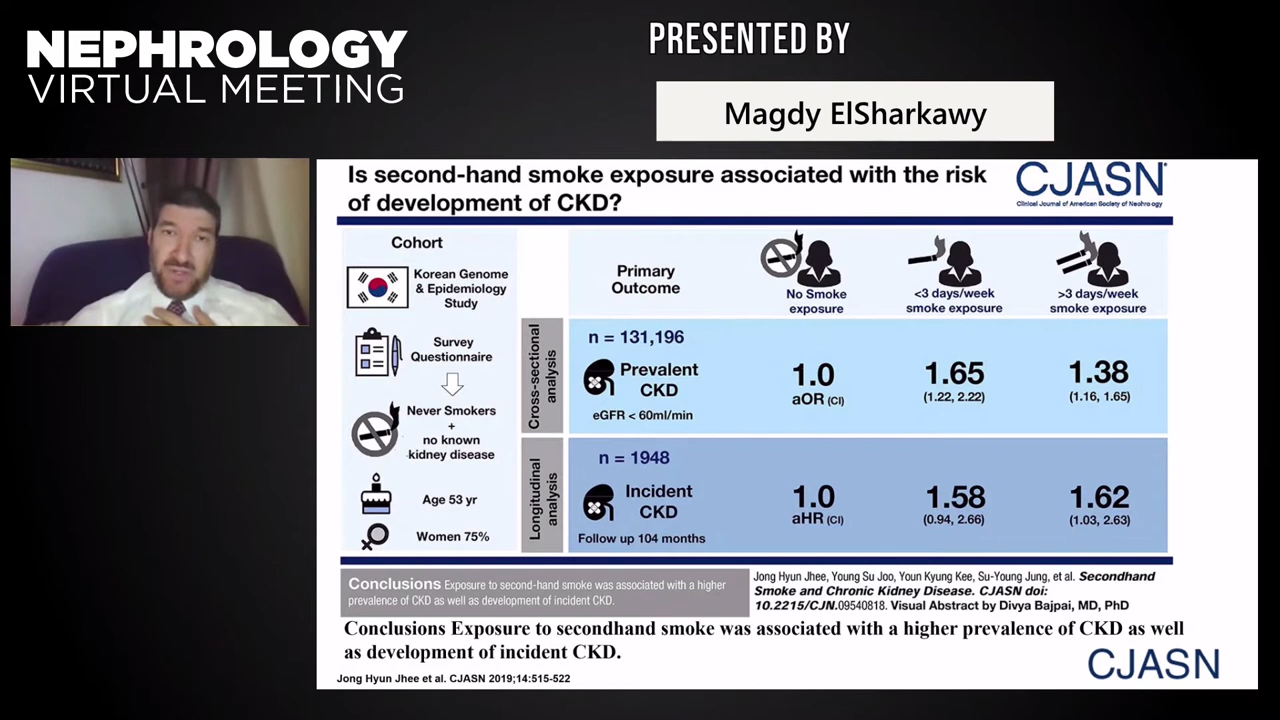 NEPHROLOGY
VIRTUAL MEETING
PRESENTED BY
Magdy ElSharkawy
Is second-hand smoke exposure associated with the risk
of development of CKD?
CJASN
Clinical Journal of American Society of Nephrology
Cohort
Korean Genome
& Epidemiology
Study
Survey
Questionnaire
Never Smokers
+
no known
kidney disease
Age 53 yr
Women 75%
Primary
Outcome
No Smoke
exposure
<3 days/week
smoke exposure
>3 days/week
smoke exposure
Cross-sectional
analysis
n = 131,196
Prevalent
CKD
eGFR < 60ml/min
1.0
aOR (CI)
1.65
(1.22, 2.22)
1.38
(1.16, 1.65)
Longitudinal
analysis
n = 1948
Incident
CKD
Follow up 104 months
1.0
aHR (CI)
1.58
(0.94, 2.66)
1.62
(1.03, 2.63)
Conclusions Exposure to second-hand smoke was associated with a higher
prevalence of CKD as well as development of incident CKD.
Jong Hyun Jhee, Young Su Joo, Youn Kyung Kee, Su-Young Jung, et al. Secondhand
Smoke and Chronic Kidney Disease. CJASN doi:
10.2215/CJN.09540818. Visual Abstract by Divya Bajpai, MD, PhD
Conclusions Exposure to secondhand smoke was associated with a higher prevalence of CKD as well
as development of incident CKD.
CJASN
Jong Hyun Jhee et al. CJASN 2019;14:515-522